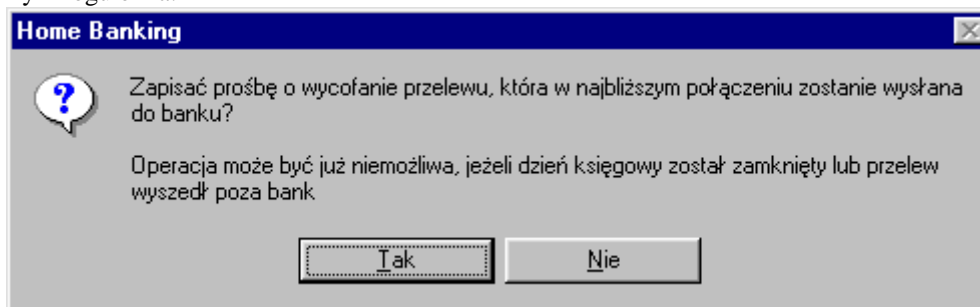 Home Banking
Zapisać prośbę o wycofanie przelewu, która w najbliższym połączeniu zostanie wysłana
do banku?
Operacja może być już niemożliwa, jeżeli dzień księgowy został zamknięty lub przelew
wyszedł poza bank
Tak
Nie